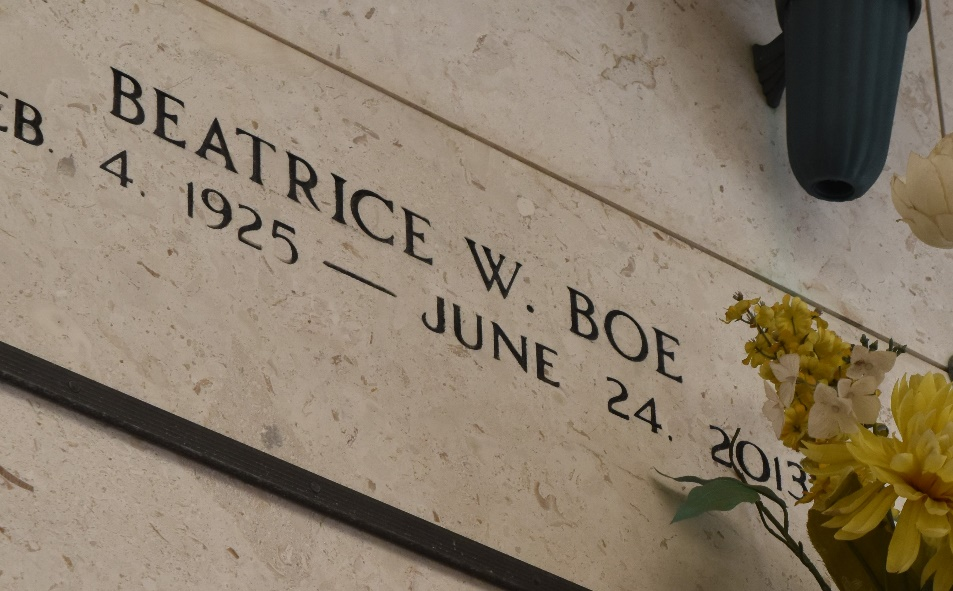 BEATRICE W. BOE
EB. 4. 1925 — JUNE 24. 2013